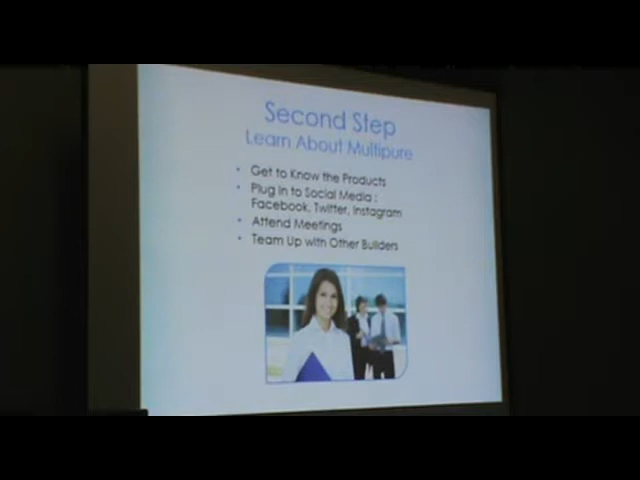 Second Step
Learn About Multipure
• Get to Know the Products
• Plug in to Social Media :
Facebook, Twitter, Instagram
• Attend Meetings
• Team Up with Other Builders